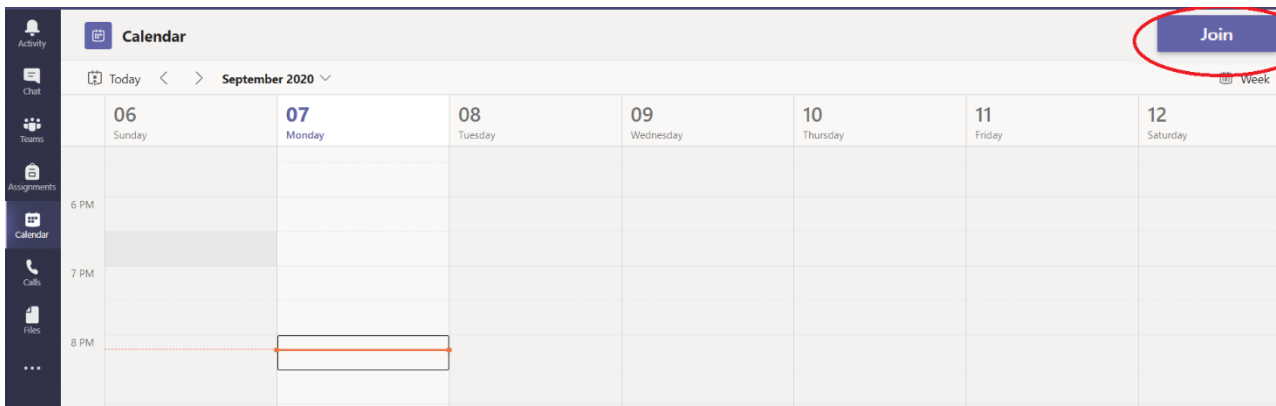 Activity
Chat
Teams
Assignments
Calendar
Calls
Files
Calendar
Join
Today
September 2020
Week
06 07 08 09 10 11 12
Sunday Monday Tuesday Wednesday Thursday Friday Saturday
6 PM
7 PM
8 PM